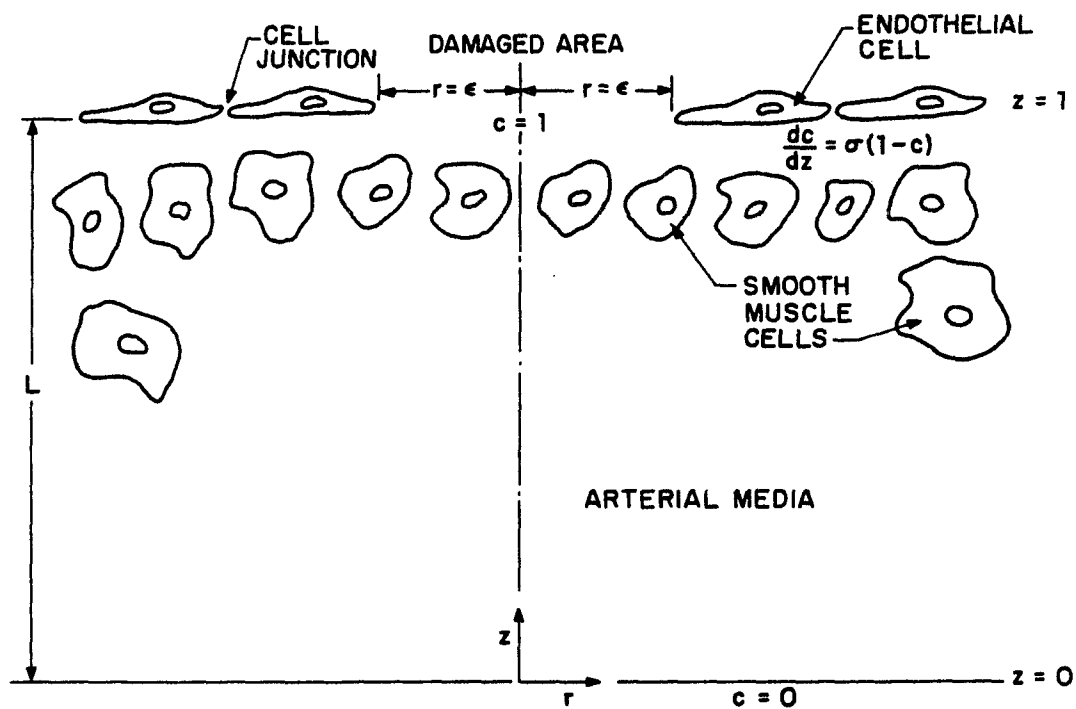 DAMAGED AREA
CELL
JUNCTION
ENDOTHELIAL
CELL
r = ϵ
r = ϵ
z = 1
c = 1
dc/dz = σ(1-c)
SMOOTH
MUSCLE
CELLS
L
ARTERIAL MEDIA
z
r
c = 0
z = 0